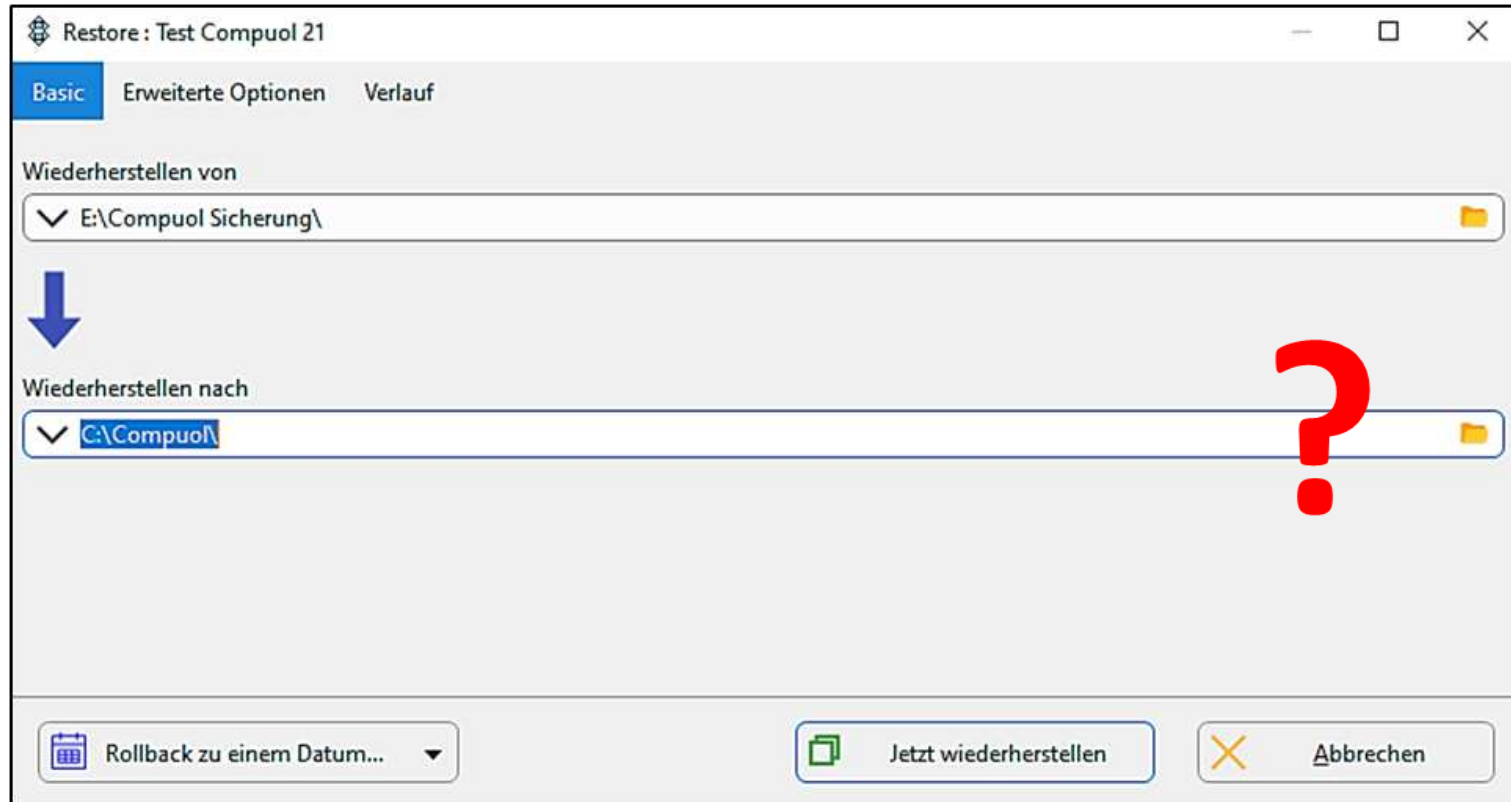 Restore : Test Compuol 21
Basic Erweiterte Optionen Verlauf
Wiederherstellen von
E:\Compuol Sicherung\
Wiederherstellen nach
C:\Compuol\
?
Rollback zu einem Datum... Jetzt wiederherstellen Abbrechen